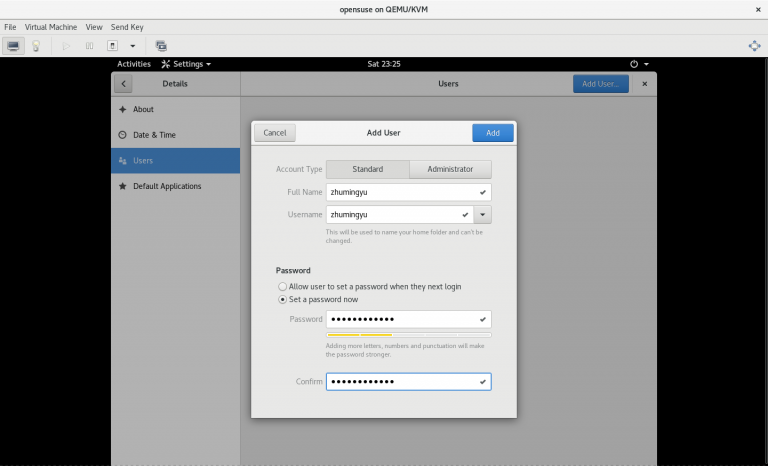 opensuse on QEMU/KVM
File Virtual Machine View Send Key
Activities Settings Sat 23:25
Details Users Add User...
About
Date & Time
Users
Default Applications
Cancel Add User Add
Account Type Standard Administrator
Full Name zhumingyu
Username zhumingyu
This will be used to name your home folder and can't be
changed.
Password
Allow user to set a password when they next login
Set a password now
Password ●●●●●●●●●●●●
Adding more letters, numbers and punctuation will make
the password stronger.
Confirm ●●●●●●●●●●●●